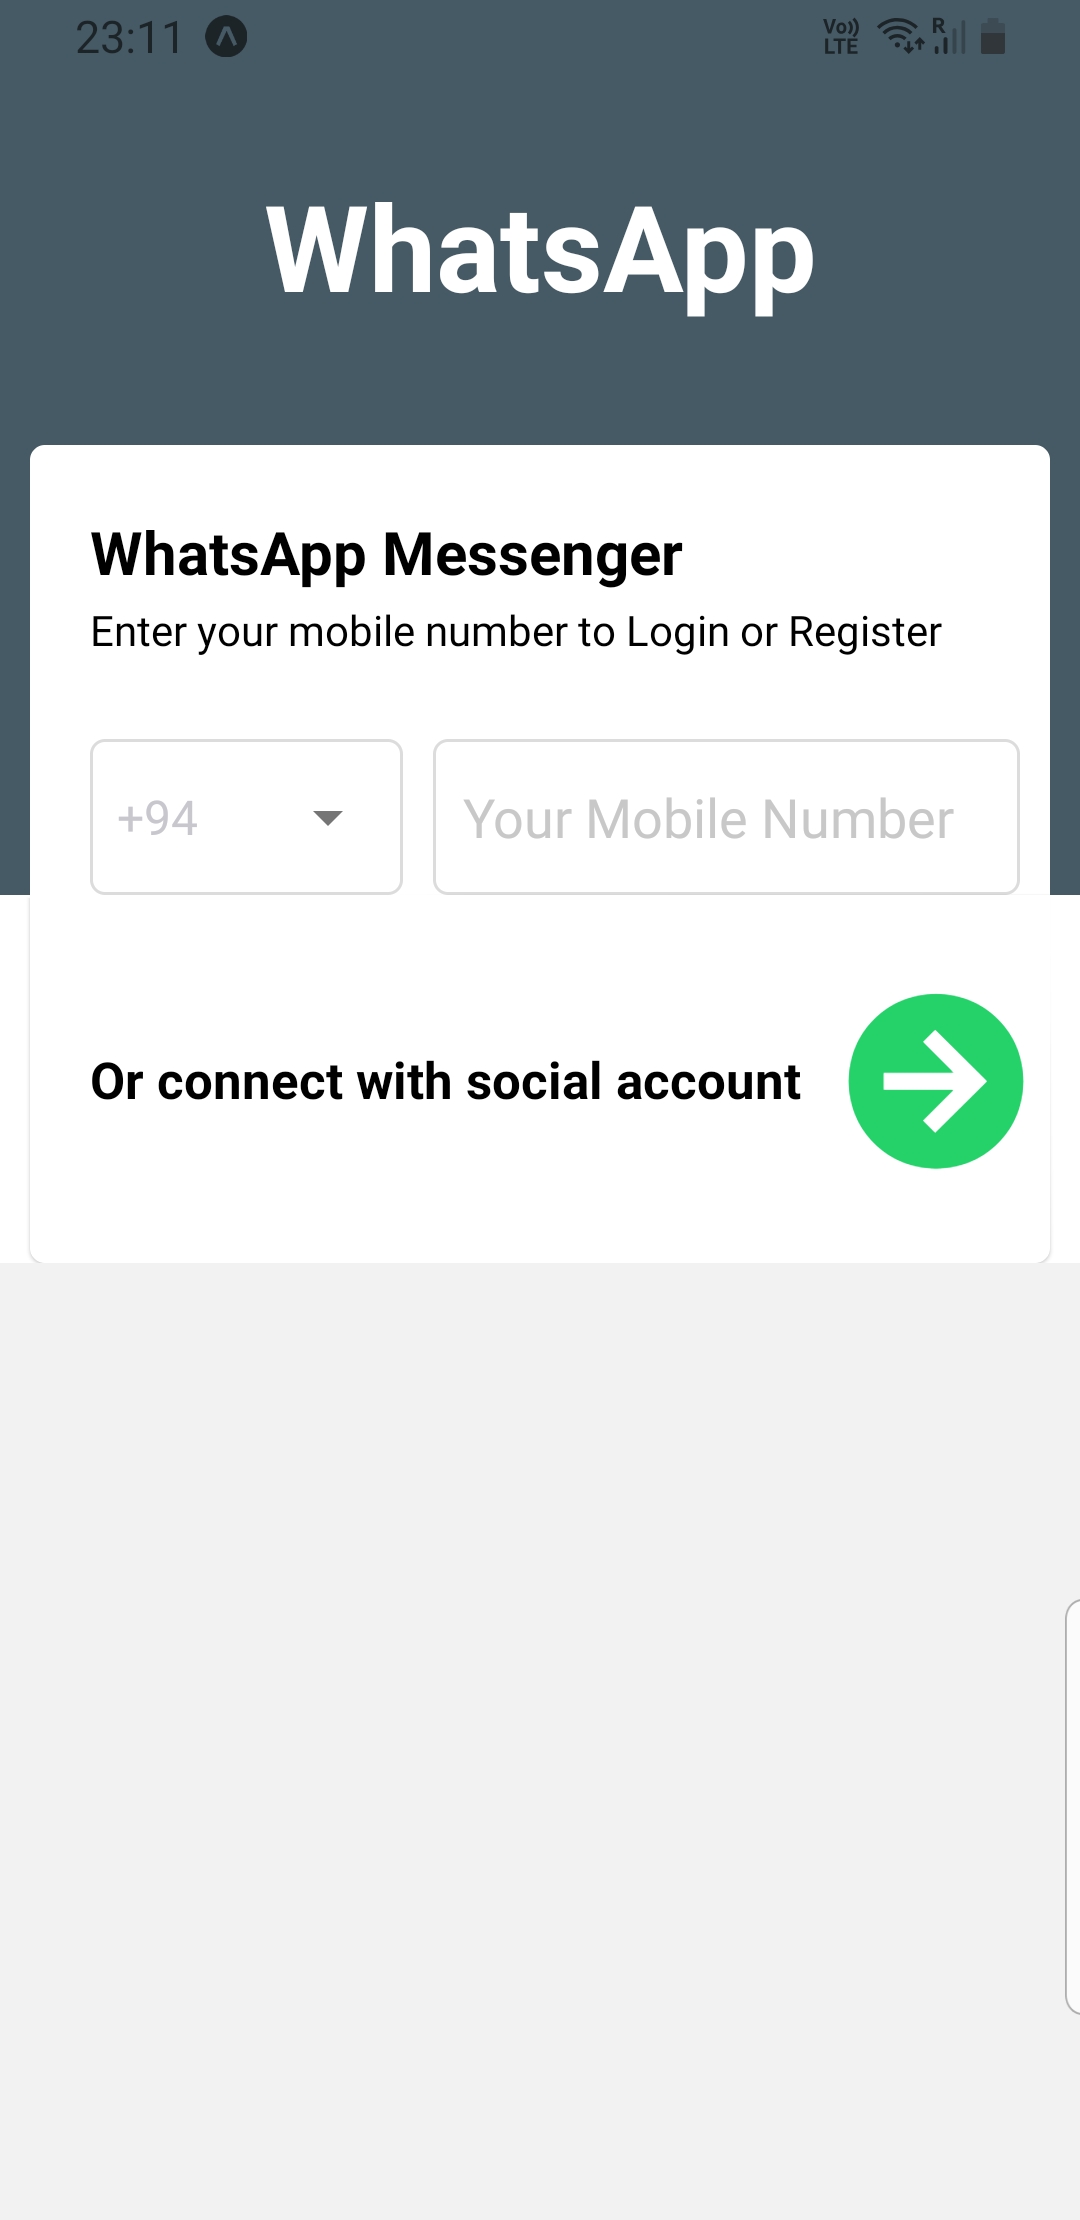 23:11
Vo)) LTE R
WhatsApp
WhatsApp Messenger
Enter your mobile number to Login or Register
+94
Your Mobile Number
Or connect with social account